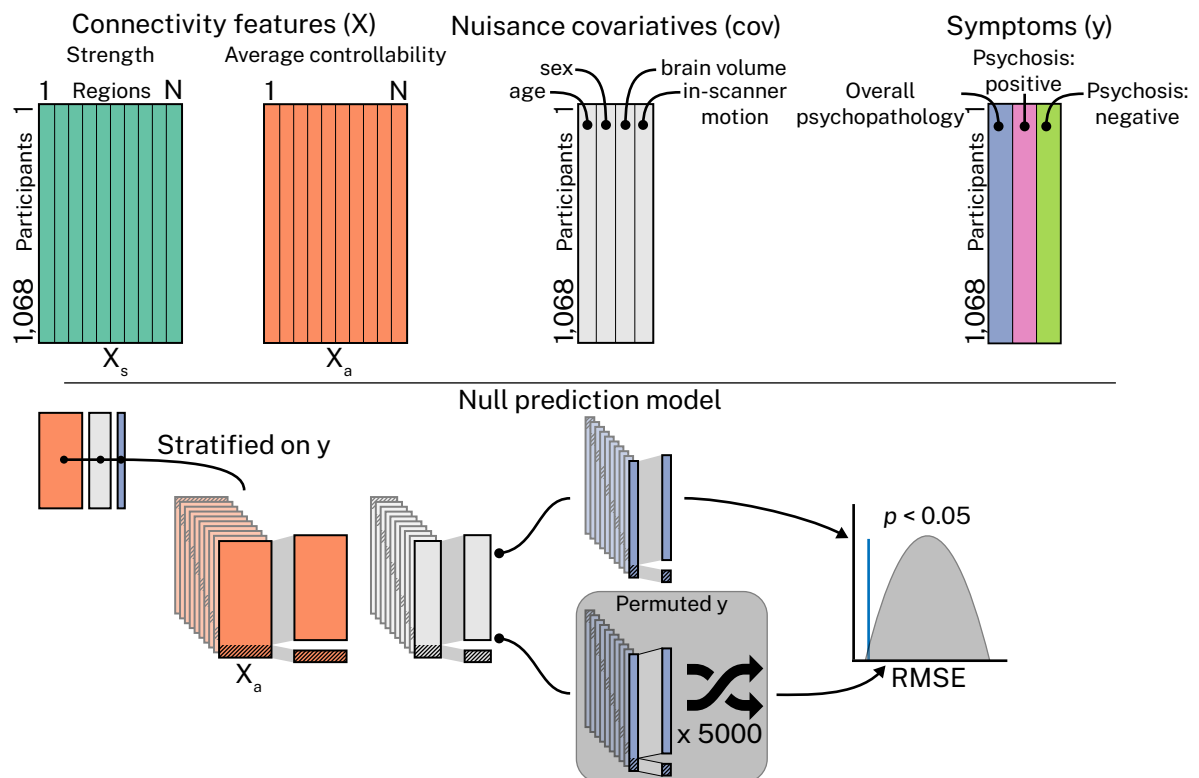 Connectivity features (X)
Strength
1 Regions N
1
Participants
1,068
Xs
Average controllability
1 N
Xa
Nuisance covariatives (cov)
sex
age
brain volume
in-scanner
motion
1
Participants
1,068
Symptoms (y)
Psychosis:
positive
Overall
psychopathology
Psychosis:
negative
1
Participants
1,068
Null prediction model
Stratified on y
Xa
Permuted y
x 5000
p < 0.05
RMSE